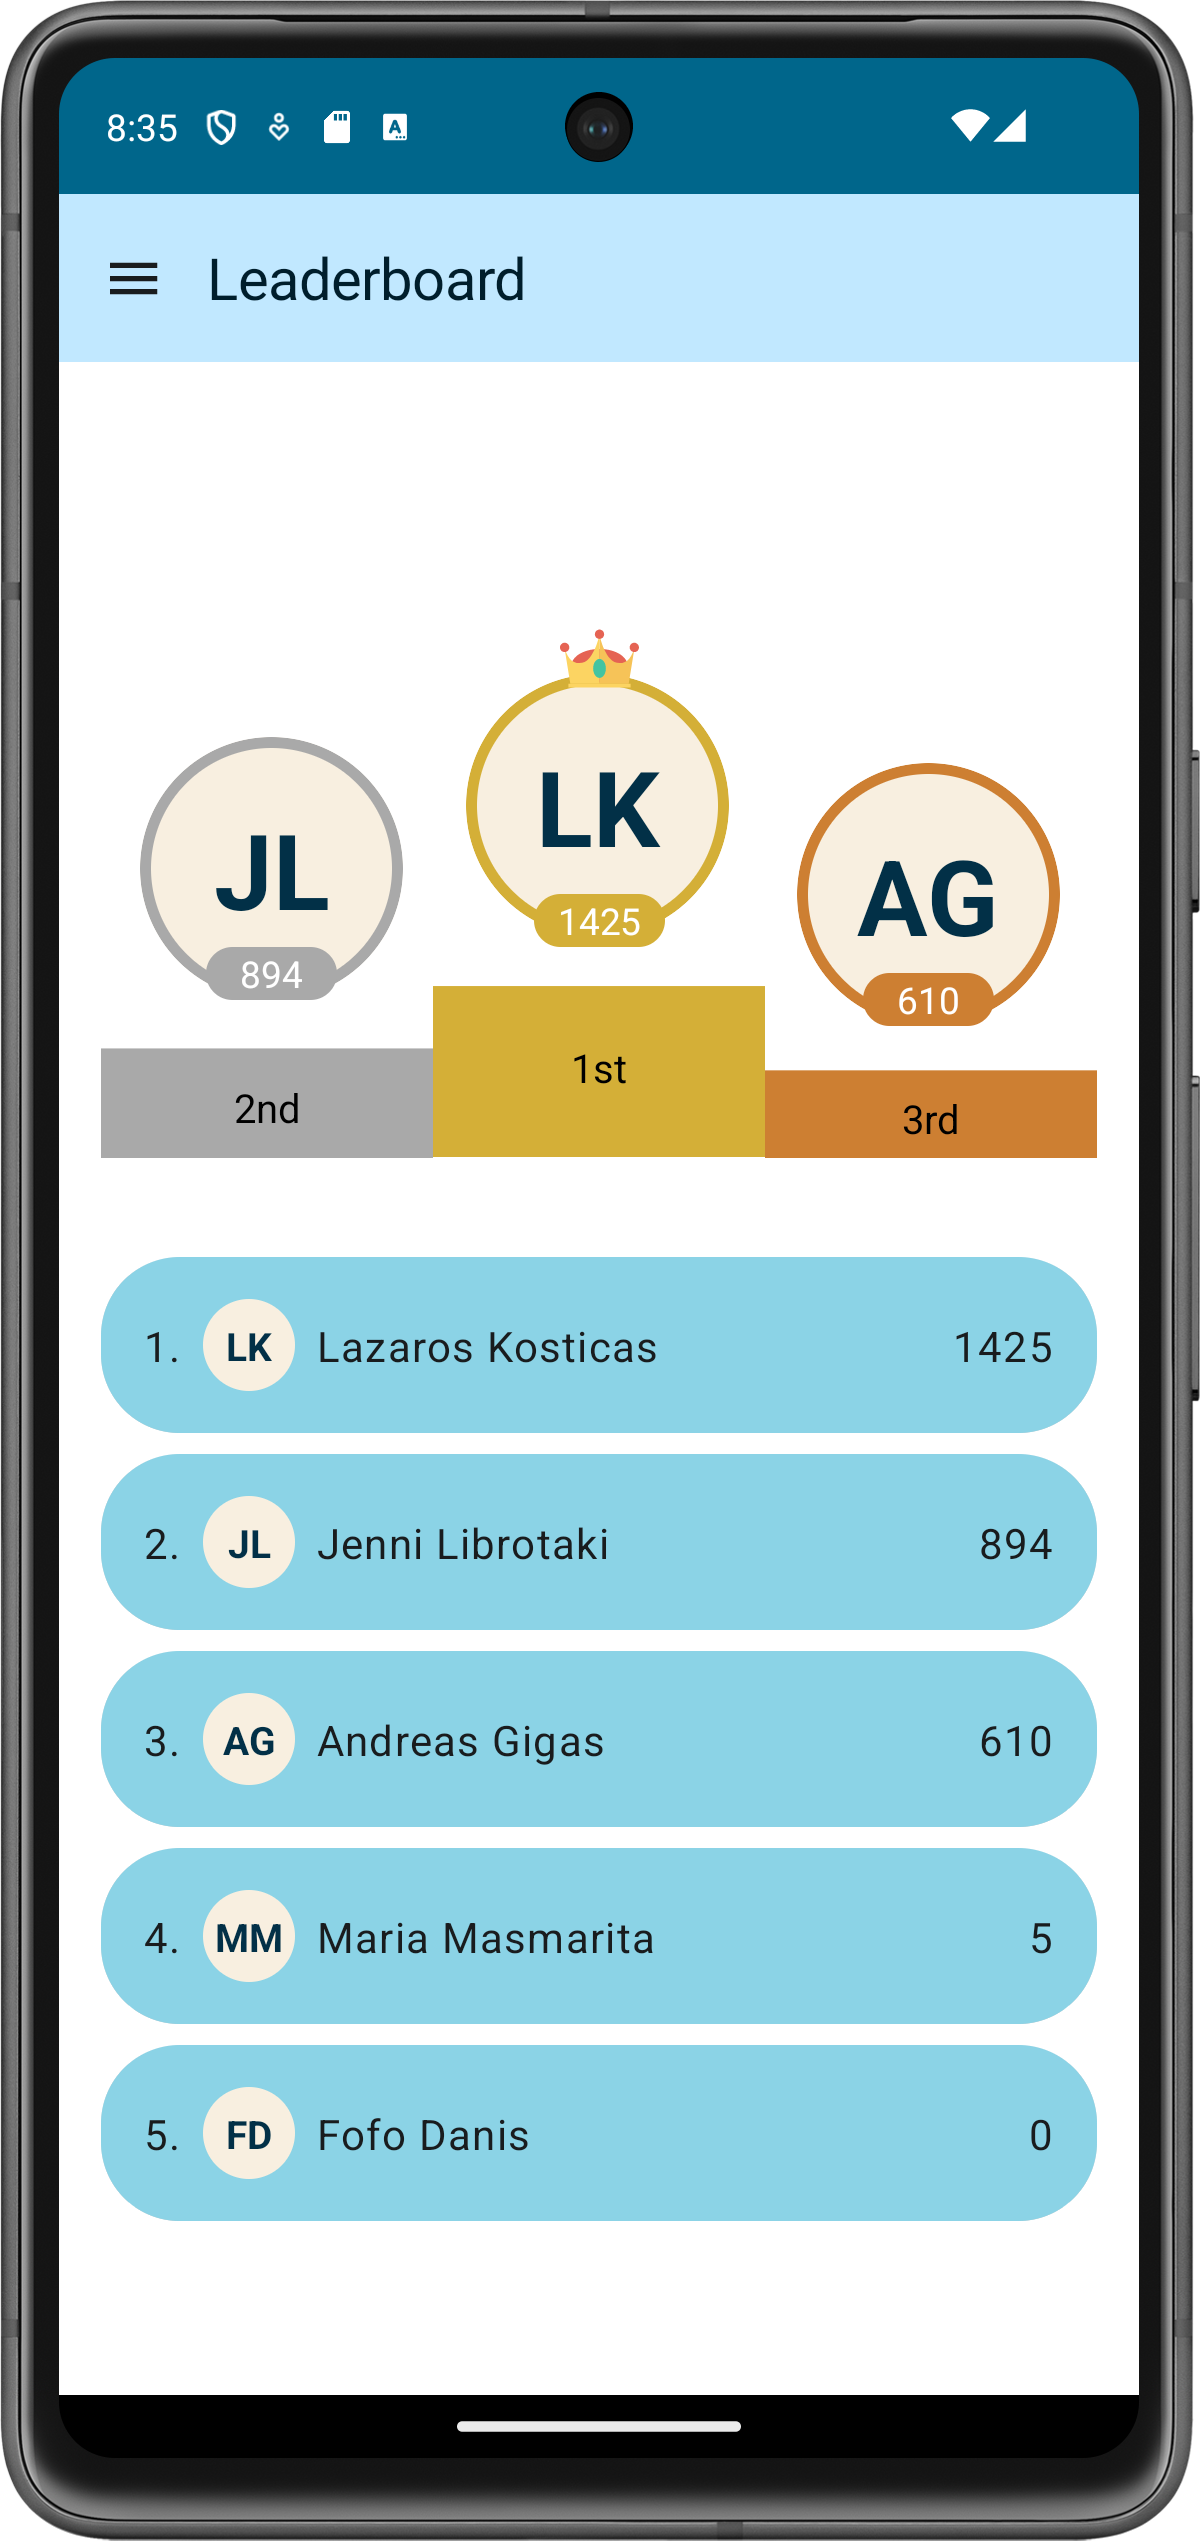 8:35
Leaderboard
LK
1425
JL
894
AG
610
1st
2nd
3rd
1. LK Lazaros Kosticas 1425
2. JL Jenni Librotaki 894
3. AG Andreas Gigas 610
4. MM Maria Masmarita 5
5. FD Fofo Danis 0